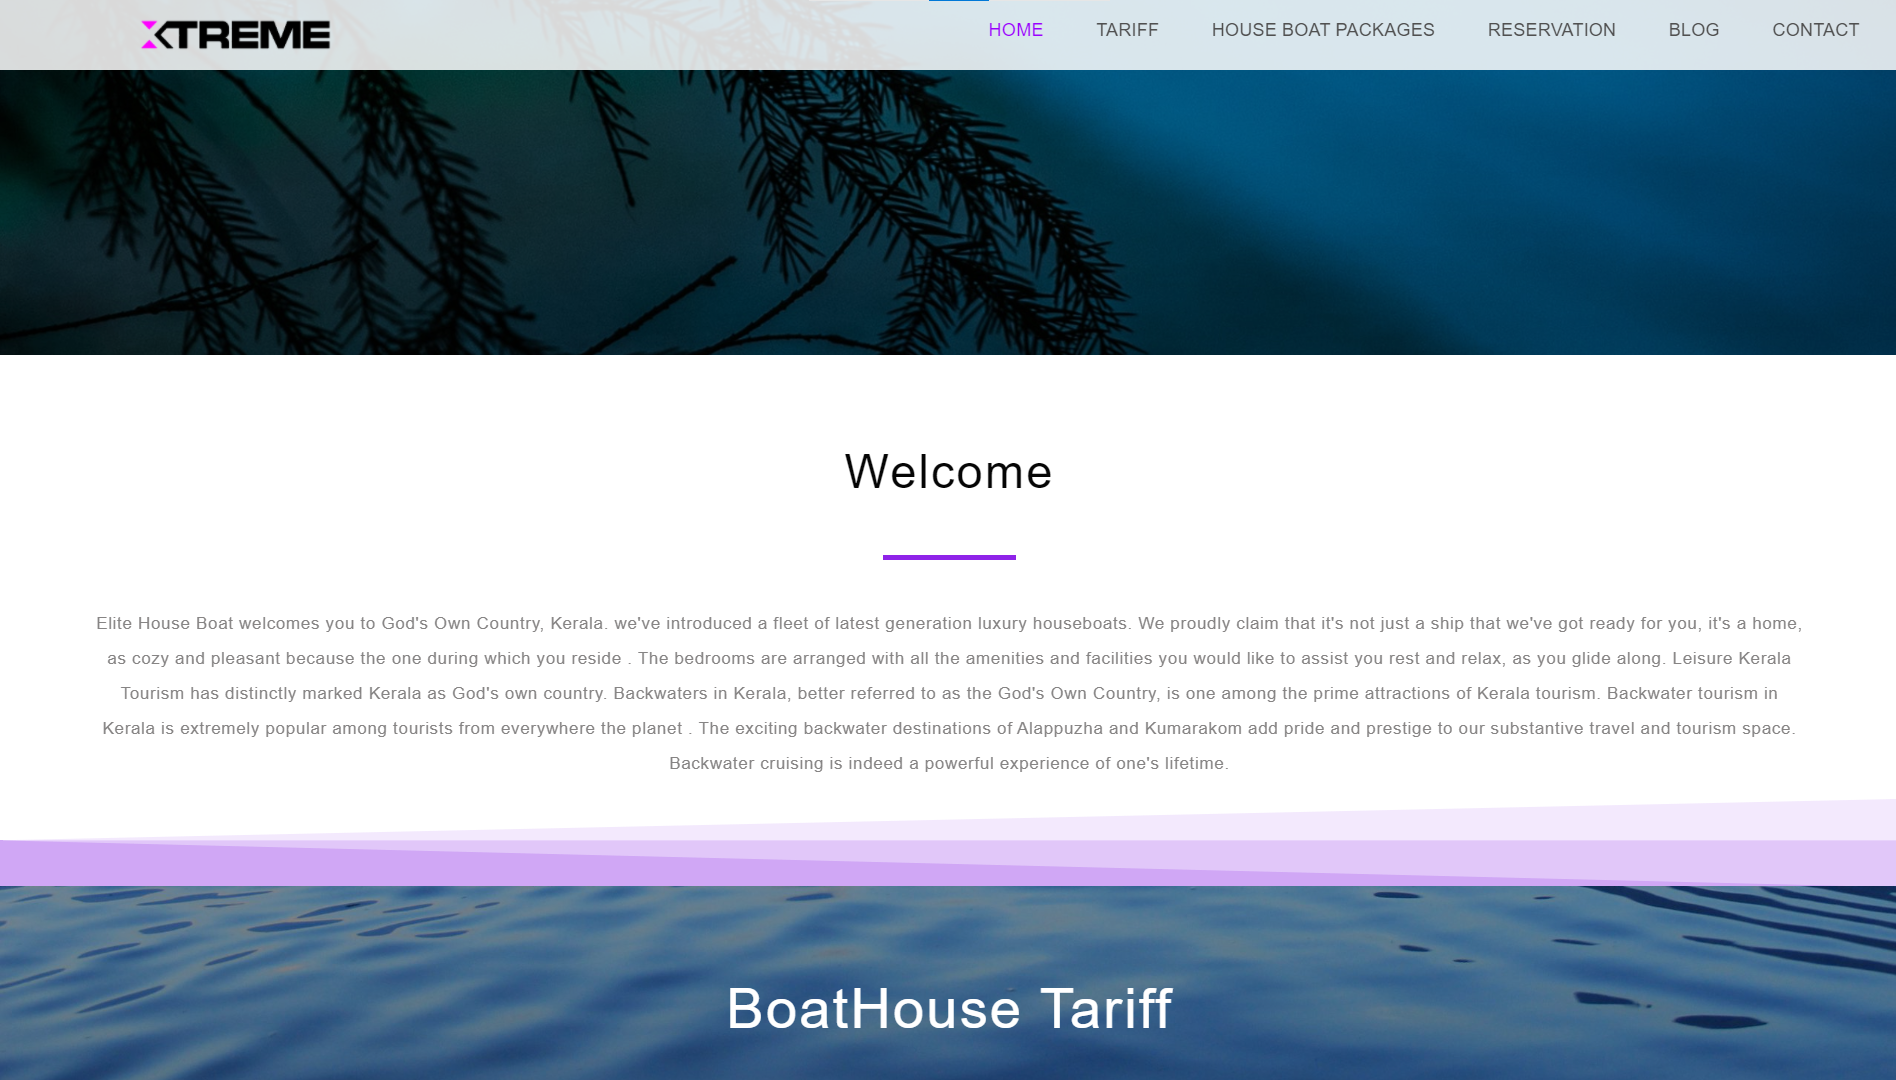 XTREME
HOME
TARIFF
HOUSE BOAT PACKAGES
RESERVATION
BLOG
CONTACT
Welcome
Elite House Boat welcomes you to God's Own Country, Kerala. we've introduced a fleet of latest generation luxury houseboats. We proudly claim that it's not just a ship that we've got ready for you, it's a home,
as cozy and pleasant because the one during which you reside . The bedrooms are arranged with all the amenities and facilities you would like to assist you rest and relax, as you glide along. Leisure Kerala
Tourism has distinctly marked Kerala as God's own country. Backwaters in Kerala, better referred to as the God's Own Country, is one among the prime attractions of Kerala tourism. Backwater tourism in
Kerala is extremely popular among tourists from everywhere the planet . The exciting backwater destinations of Alappuzha and Kumarakom add pride and prestige to our substantive travel and tourism space.
Backwater cruising is indeed a powerful experience of one's lifetime.
BoatHouse Tariff